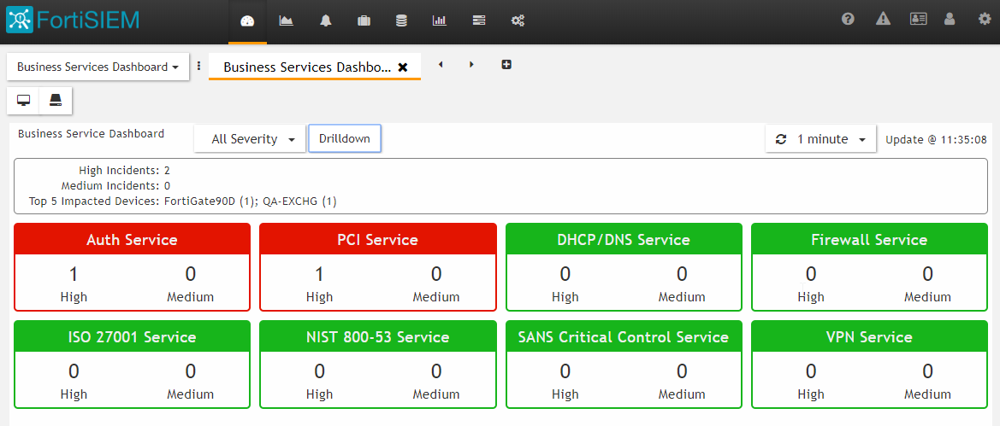 FortiSIEM
Business Services Dashboard
Business Services Dashbo...
Business Service Dashboard
All Severity
Drilldown
1 minute
Update @ 11:35:08
High Incidents: 2
Medium Incidents: 0
Top 5 Impacted Devices: FortiGate90D (1); QA-EXCHG (1)
Auth Service
1 0
High Medium
PCI Service
1 0
High Medium
DHCP/DNS Service
0 0
High Medium
Firewall Service
0 0
High Medium
ISO 27001 Service
0 0
High Medium
NIST 800-53 Service
0 0
High Medium
SANS Critical Control Service
0 0
High Medium
VPN Service
0 0
High Medium